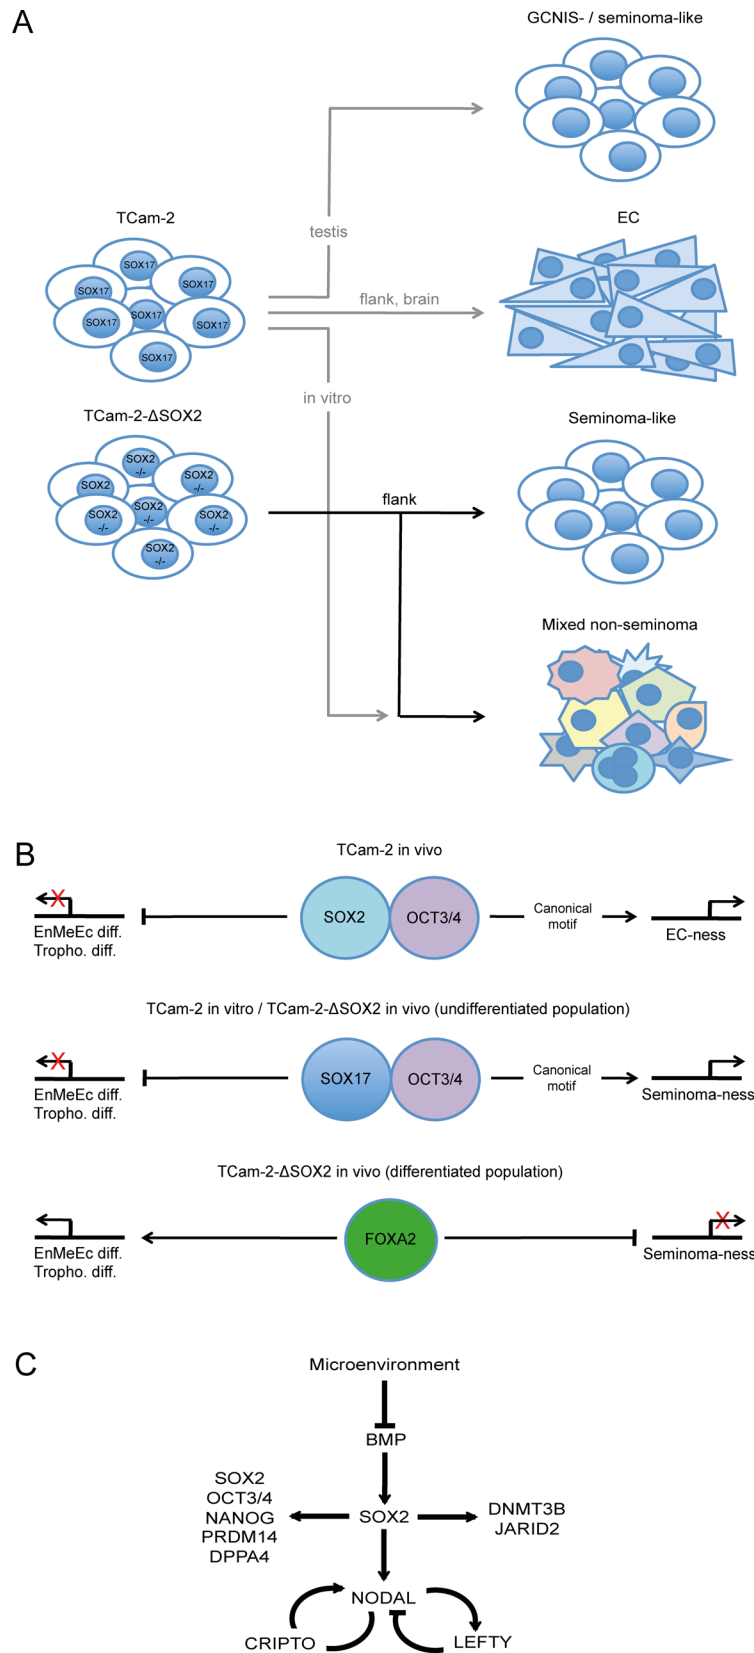 A
GCNIS- / seminoma-like
TCam-2
EC
SOX17
SOX17
SOX17
SOX17
SOX17
SOX17
SOX17
testis
flank, brain
in vitro
TCam-2-ΔSOX2
Seminoma-like
SOX2
-/-
SOX2
-/-
SOX2
SOX2
-/-
SOX2
-/-
SOX2
-/-
SOX2
-/-
flank
Mixed non-seminoma
B
TCam-2 in vivo
X
EnMeEc diff.
Tropho. diff.
SOX2
OCT3/4
Canonical
motif
EC-ness
TCam-2 in vitro / TCam-2-ΔSOX2 in vivo (undifferentiated population)
X
EnMeEc diff.
Tropho. diff.
SOX17
OCT3/4
Canonical
motif
Seminoma-ness
TCam-2-ΔSOX2 in vivo (differentiated population)
EnMeEc diff.
Tropho. diff.
FOXA2
X
Seminoma-ness
C
Microenvironment
BMP
SOX2
OCT3/4
NANOG
PRDM14
DPPA4
SOX2
DNMT3B
JARID2
NODAL
CRIPTO
LEFTY